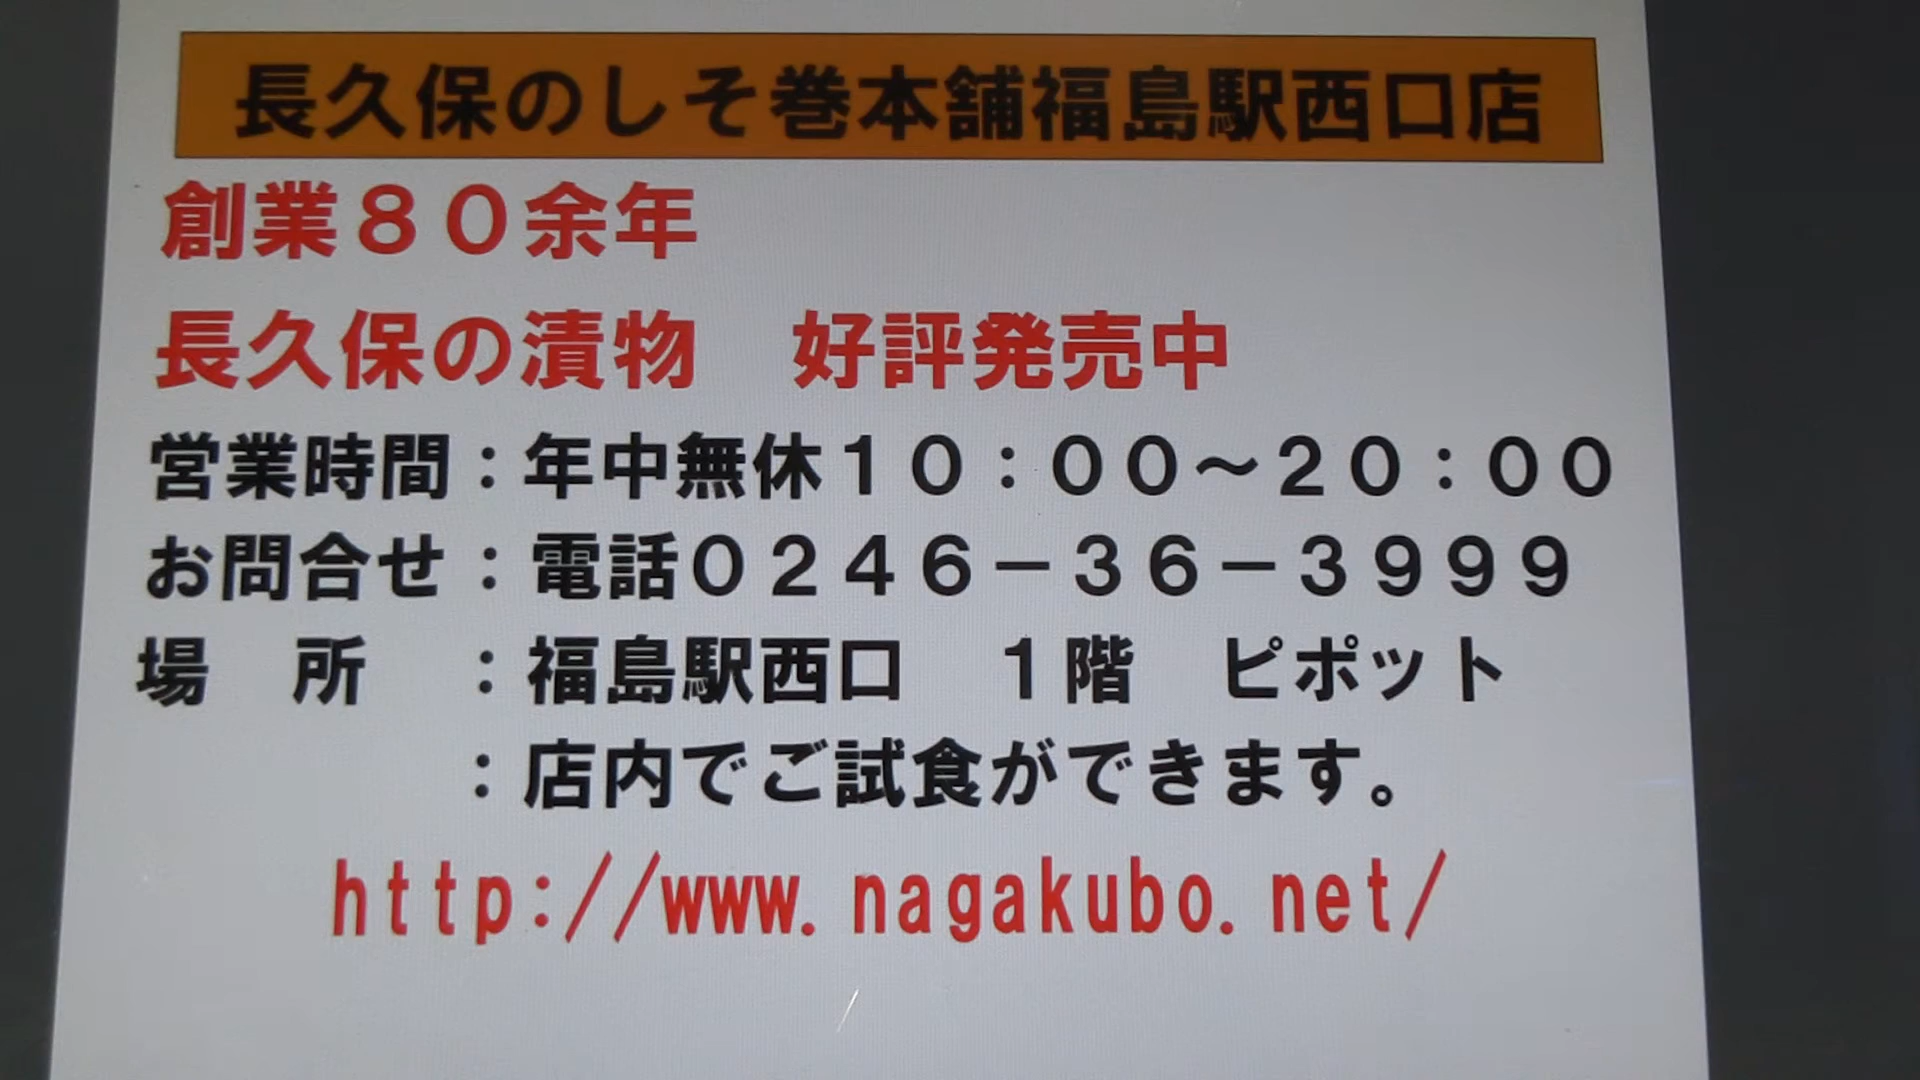 長久保のしそ巻本舗福島駅西口店
創業８０余年
長久保の漬物　好評発売中
営業時間：年中無休１０：００～２０：００
お問合せ：電話０２４６－３６－３９９９
場　所　：福島駅西口　１階　ピポット
：店内でご試食ができます。
http://www.nagakubo.net/